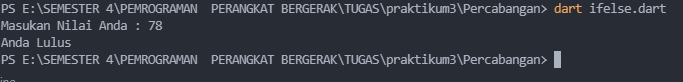 PS E:\SEMESTER 4\PEMROGRAMAN  PERANGKAT BERGERAK\TUGAS\praktikum3\Percabangan> dart ifelse.dart
Masukan Nilai Anda : 78
Anda Lulus
PS E:\SEMESTER 4\PEMROGRAMAN  PERANGKAT BERGERAK\TUGAS\praktikum3\Percabangan>